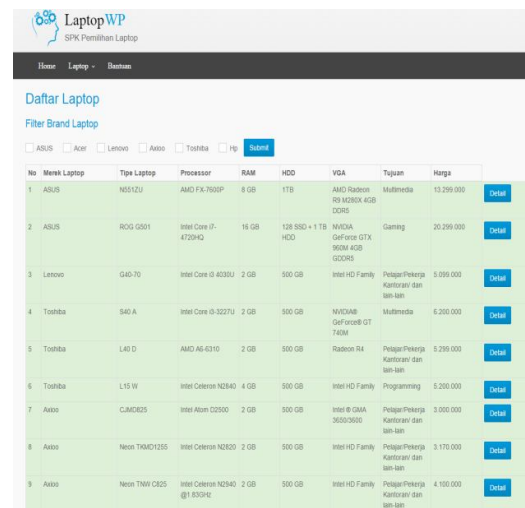 LaptopWP
SPK Pemilihan Laptop
Home Laptop Bantuan
Daftar Laptop
Filter Brand Laptop
ASUS Acer Lenovo Axioo Toshiba Hp Submit
No Merek Laptop Tipe Laptop Processor RAM HDD VGA Tujuan Harga
1 ASUS N551ZU AMD FX-7600P 8 GB 1TB AMD Radeon Multimedia 13.299.000 Detail
R9 M280X 4GB
DDR5
2 ASUS ROG G501 Intel Core i7- 16 GB 128 SSD + 1 TB NVIDIA Gaming 20.299.000 Detail
4720HQ HDD GeForce GTX
960M 4GB
GDDR5
3 Lenovo G40-70 Intel Core i3 4030U 2 GB 500 GB Intel HD Family Pelajar/Pekerja 5.099.000 Detail
Kantoran/ dan
lain-lain
4 Toshiba S40 A Intel Core i3-3227U 2 GB 500 GB NVIDIA® Multimedia 6.200.000 Detail
GeForce® GT
740M
5 Toshiba L40 D AMD A6-6310 2 GB 500 GB Radeon R4 Pelajar/Pekerja 5.299.000 Detail
Kantoran/ dan
lain-lain
6 Toshiba L15 W Intel Celeron N2840 4 GB 500 GB Intel HD Family Programming 5.200.000 Detail
7 Axioo CJMD825 Intel Atom D2500 2 GB 500 GB Intel ® GMA Pelajar/Pekerja 3.000.000 Detail
3650/3600 Kantoran/ dan
lain-lain
8 Axioo Neon TKMD1255 Intel Celeron N2820 2 GB 500 GB Intel HD Family Pelajar/Pekerja 3.170.000 Detail
Kantoran/ dan
lain-lain
9 Axioo Neon TNW C825 Intel Celeron N2940 2 GB 500 GB Intel HD Family Pelajar/Pekerja 4.100.000 Detail
@1.83GHz Kantoran/ dan
lain-lain